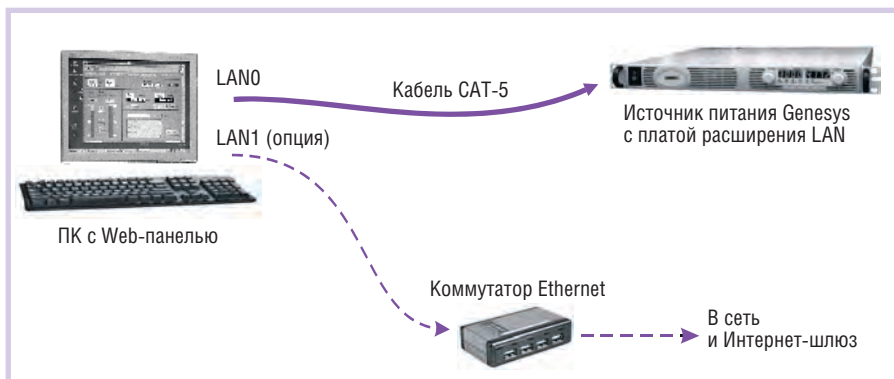 LAN0
Кабель CAT-5
Источник питания Genesys
с платой расширения LAN
LAN1 (опция)
ПК с Web-панелью
Коммутатор Ethernet
В сеть
и Интернет-шлюз